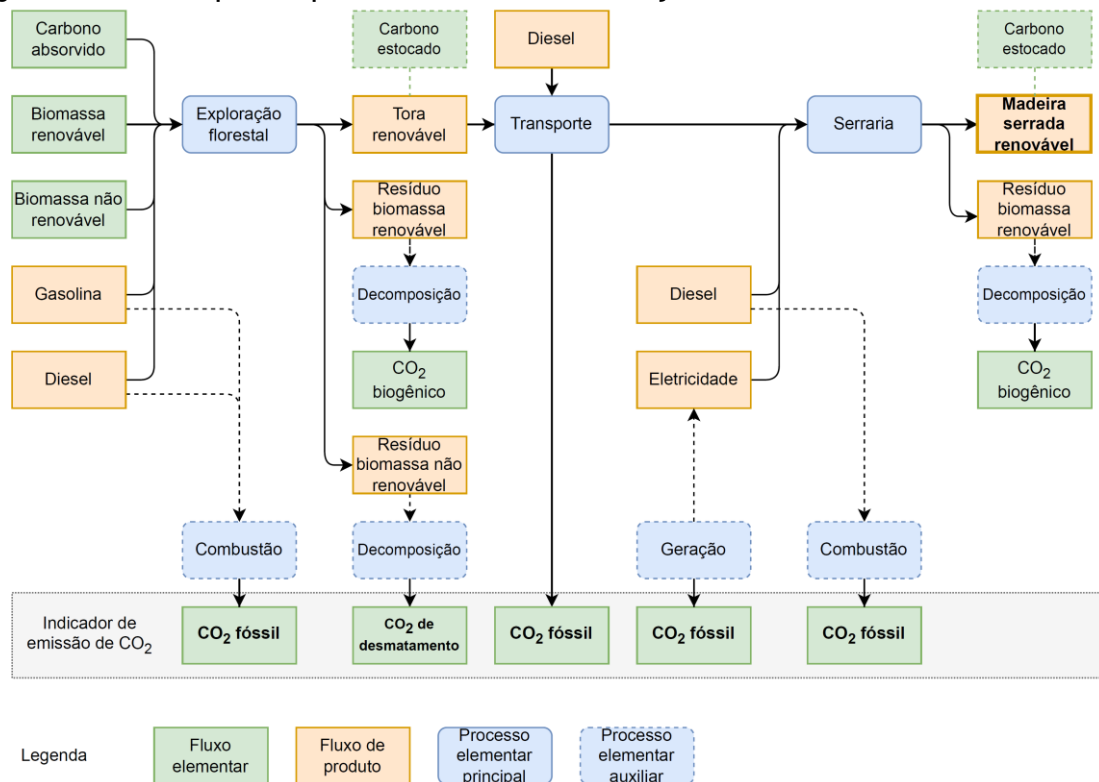 Carbono
absorvido
Carbono
estocado
Diesel
Carbono
estocado
Biomassa
renovável
Exploração
florestal
Tora
renovável
Transporte
Serraria
Madeira
serrada
renovável
Biomassa não
renovável
Resíduo
biomassa
renovável
Resíduo
biomassa
renovável
Gasolina
Decomposição
Diesel
Decomposição
Diesel
CO2
biogênico
Eletricidade
CO2
biogênico
Resíduo
biomassa não
renovável
Combustão
Decomposição
Geração
Combustão
Indicador de
emissão de CO2
CO2 fóssil
CO2 de
desmatamento
CO2 fóssil
CO2 fóssil
CO2 fóssil
Legenda
Fluxo
elementar
Fluxo de
produto
Processo
elementar
principal
Processo
elementar
auxiliar